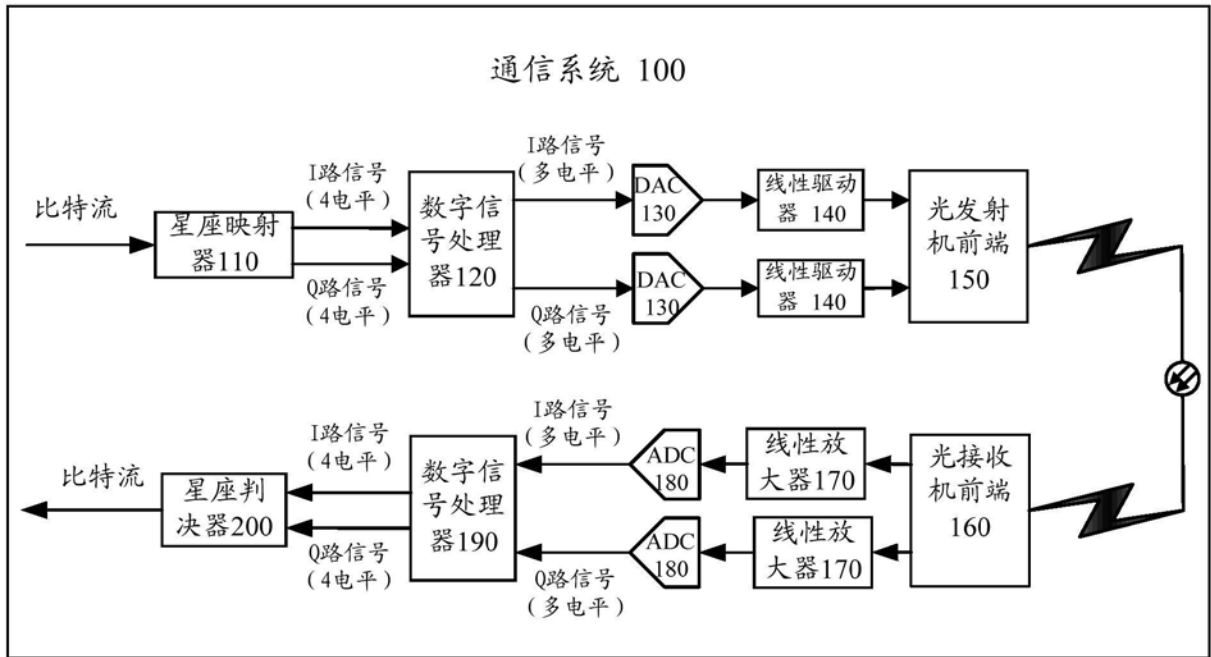 通信系统 100
比特流
星座映射
器110
I路信号
(4电平)
Q路信号
(4电平)
数字信
号处理
器120
I路信号
(多电平)
Q路信号
(多电平)
DAC
130
DAC
130
线性驱动
器 140
线性驱动
器 140
光发射
机前端
150
光接收
机前端
160
线性放
大器170
线性放
大器170
ADC
180
ADC
180
I路信号
(多电平)
Q路信号
(多电平)
数字信
号处理
器190
I路信号
(4电平)
Q路信号
(4电平)
星座判
决器200
比特流